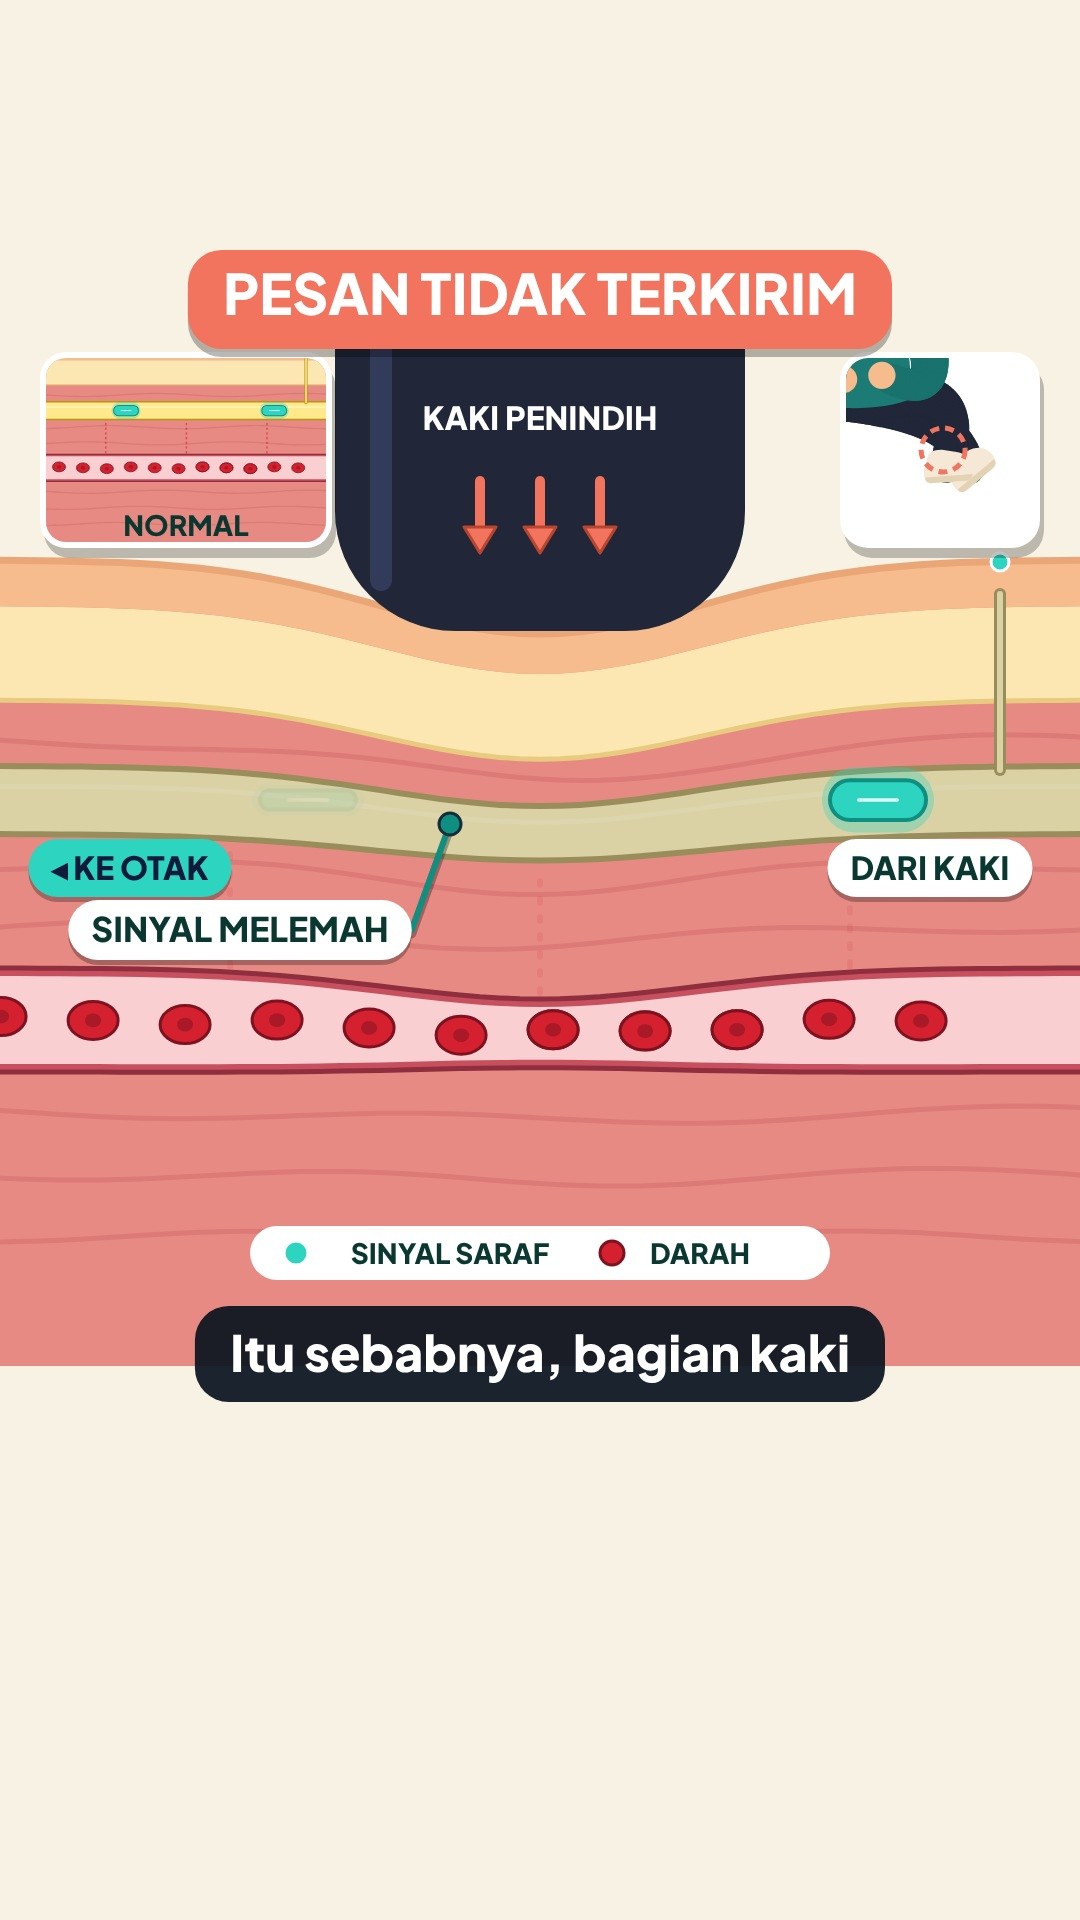 PESAN TIDAK TERKIRIM
KAKI PENINDIH
NORMAL
◄ KE OTAK
DARI KAKI
SINYAL MELEMAH
SINYAL SARAF
DARAH
Itu sebabnya, bagian kaki